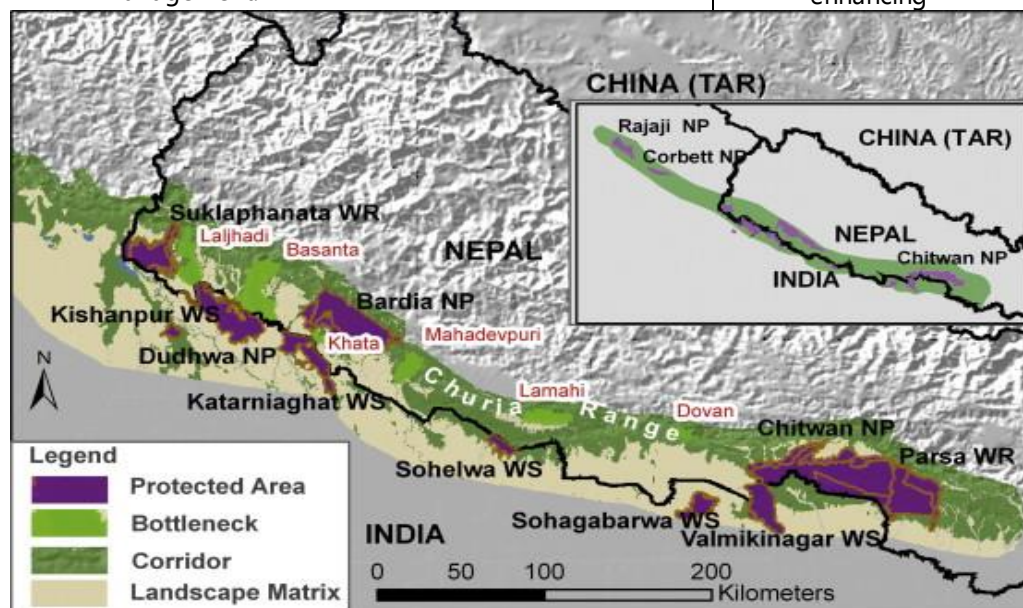 enhancing
CHINA (TAR)
Rajaji NP
Corbett NP
CHINA (TAR)
NEPAL
Chitwan NP
INDIA
Suklaphanata WR
Laljhadi
Basanta
NEPAL
Bardia NP
Kishanpur WS
Khata
Mahadevpuri
Dudhwa NP
Katarniaghat WS
Churia Range
Lamahi
Dovan
Chitwan NP
Parsa WR
Sohelwa WS
Sohagabarwa WS
Valmikinagar WS
INDIA
N
Legend
Protected Area
Bottleneck
Corridor
Landscape Matrix
0 50 100 200
Kilometers